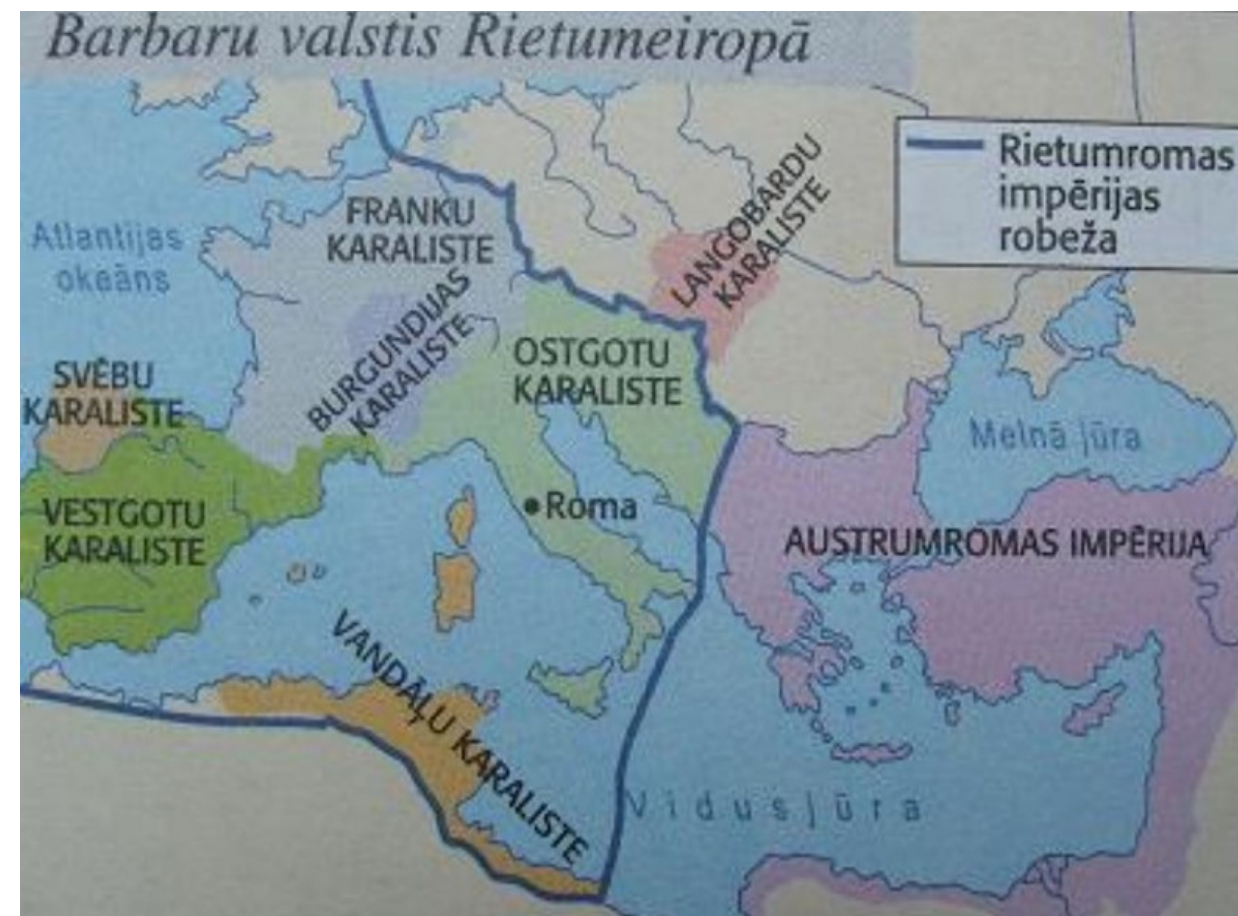 Barbaru valstis Rietumeiropā
Rietumromas
impērijas
robeža
FRANKU
KARALISTE
LANGOBARDU
KARALISTE
Atlantijas
okeāns
BURGUNDIJAS
KARALISTE
OSTGOTU
KARALISTE
SVĒBU
KARALISTE
Melnā jūra
VESTGOTU
KARALISTE
Roma
AUSTRUMROMAS IMPĒRIJA
VANDĀĻU KARALISTE
Vidusjūra